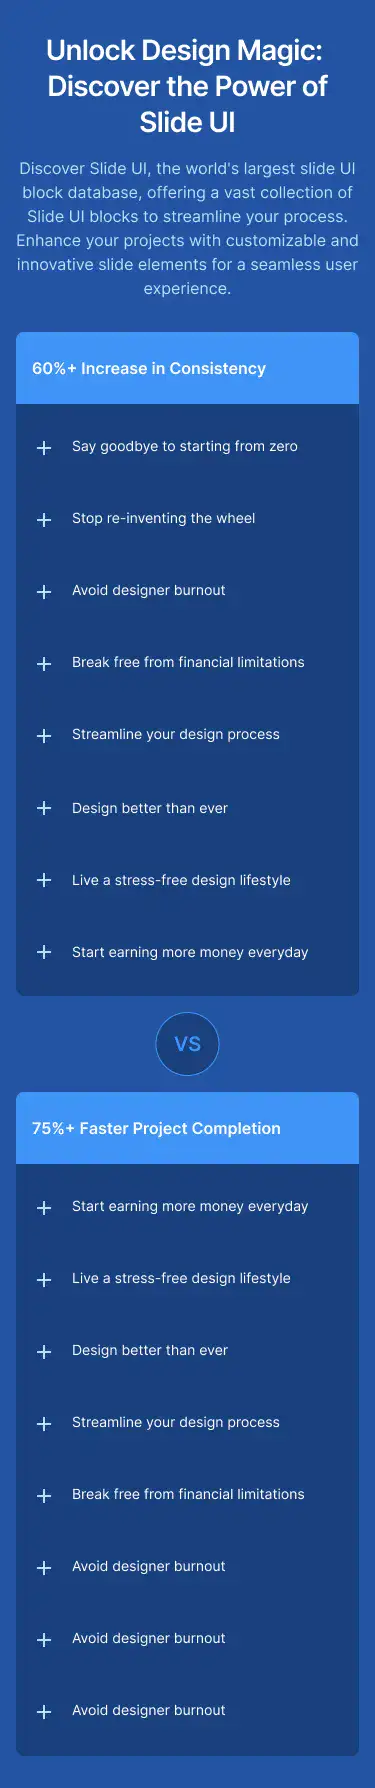 Unlock Design Magic:
Discover the Power of
Slide UI
Discover Slide UI, the world's largest slide UI
block database, offering a vast collection of
Slide UI blocks to streamline your process.
Enhance your projects with customizable and
innovative slide elements for a seamless user
experience.
60%+ Increase in Consistency
Say goodbye to starting from zero
Stop re-inventing the wheel
Avoid designer burnout
Break free from financial limitations
Streamline your design process
Design better than ever
Live a stress-free design lifestyle
Start earning more money everyday
VS
75%+ Faster Project Completion
Start earning more money everyday
Live a stress-free design lifestyle
Design better than ever
Streamline your design process
Break free from financial limitations
Avoid designer burnout
Avoid designer burnout
Avoid designer burnout